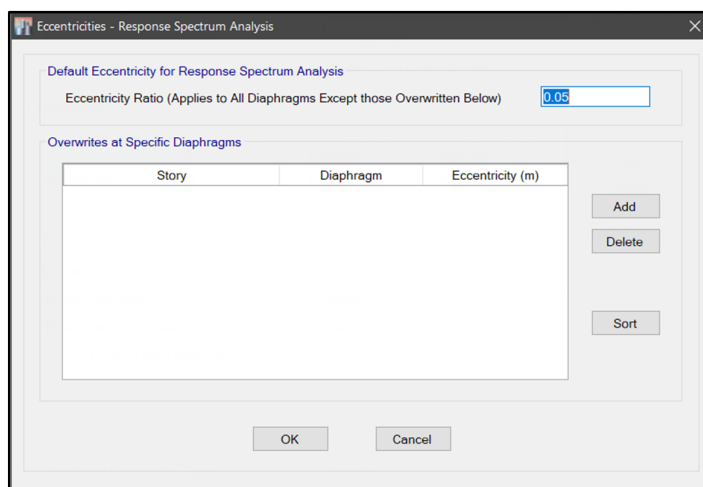 Eccentricities - Response Spectrum Analysis
Default Eccentricity for Response Spectrum Analysis
Eccentricity Ratio (Applies to All Diaphragms Except those Overwritten Below) 0.05
Overwrites at Specific Diaphragms
Story Diaphragm Eccentricity (m)
Add
Delete
Sort
OK Cancel